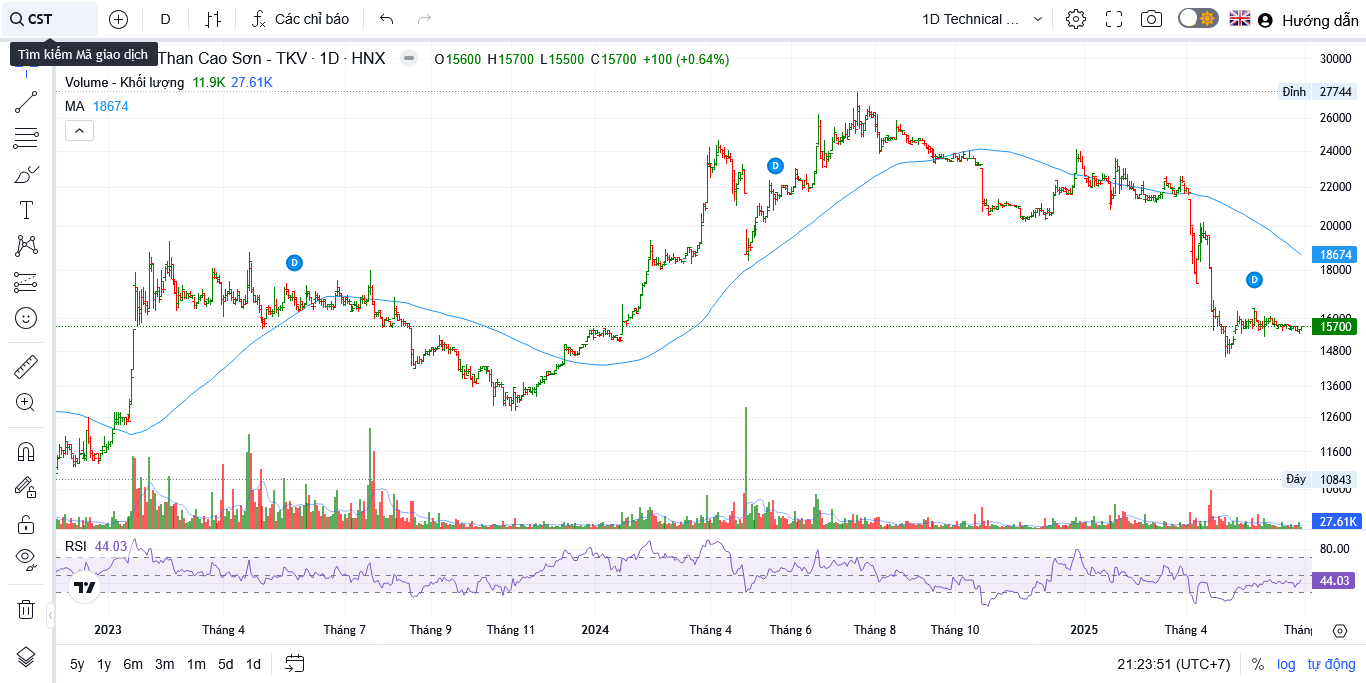 CST
D
Các chỉ báo
1D Technical ...
Hướng dẫn
Tìm kiếm Mã giao dịch
Than Cao Sơn - TKV · 1D · HNX
O15600 H15700 L15500 C15700 +100 (+0.64%)
Volume - Khối lượng 11.9K 27.61K
MA 18674
30000
Đỉnh 27744
26000
24000
22000
20000
18674
18000
16000
15700
14800
13600
12600
11600
Đáy 10843
10000
27.61K
D
D
D
RSI 44.03
80.00
44.03
2023 Tháng 4 Tháng 7 Tháng 9 Tháng 11 2024 Tháng 4 Tháng 6 Tháng 8 Tháng 10 2025 Tháng 4 Thán
5y 1y 6m 3m 1m 5d 1d
21:23:51 (UTC+7) % log tự động